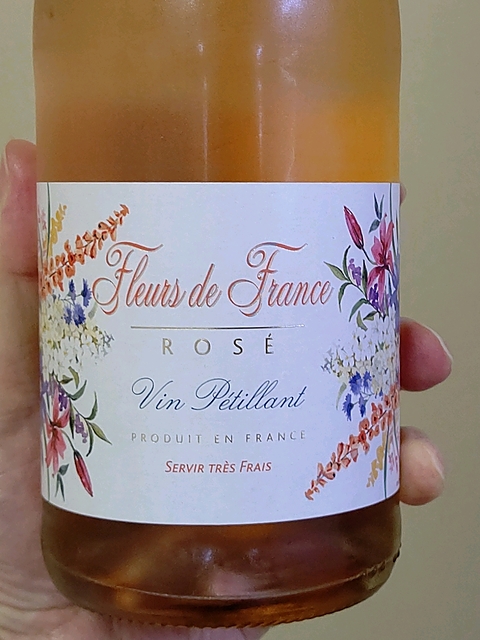 Fleurs de France
ROSÉ
Vin Pétillant
PRODUIT EN FRANCE
SERVIR TRÈS FRAIS